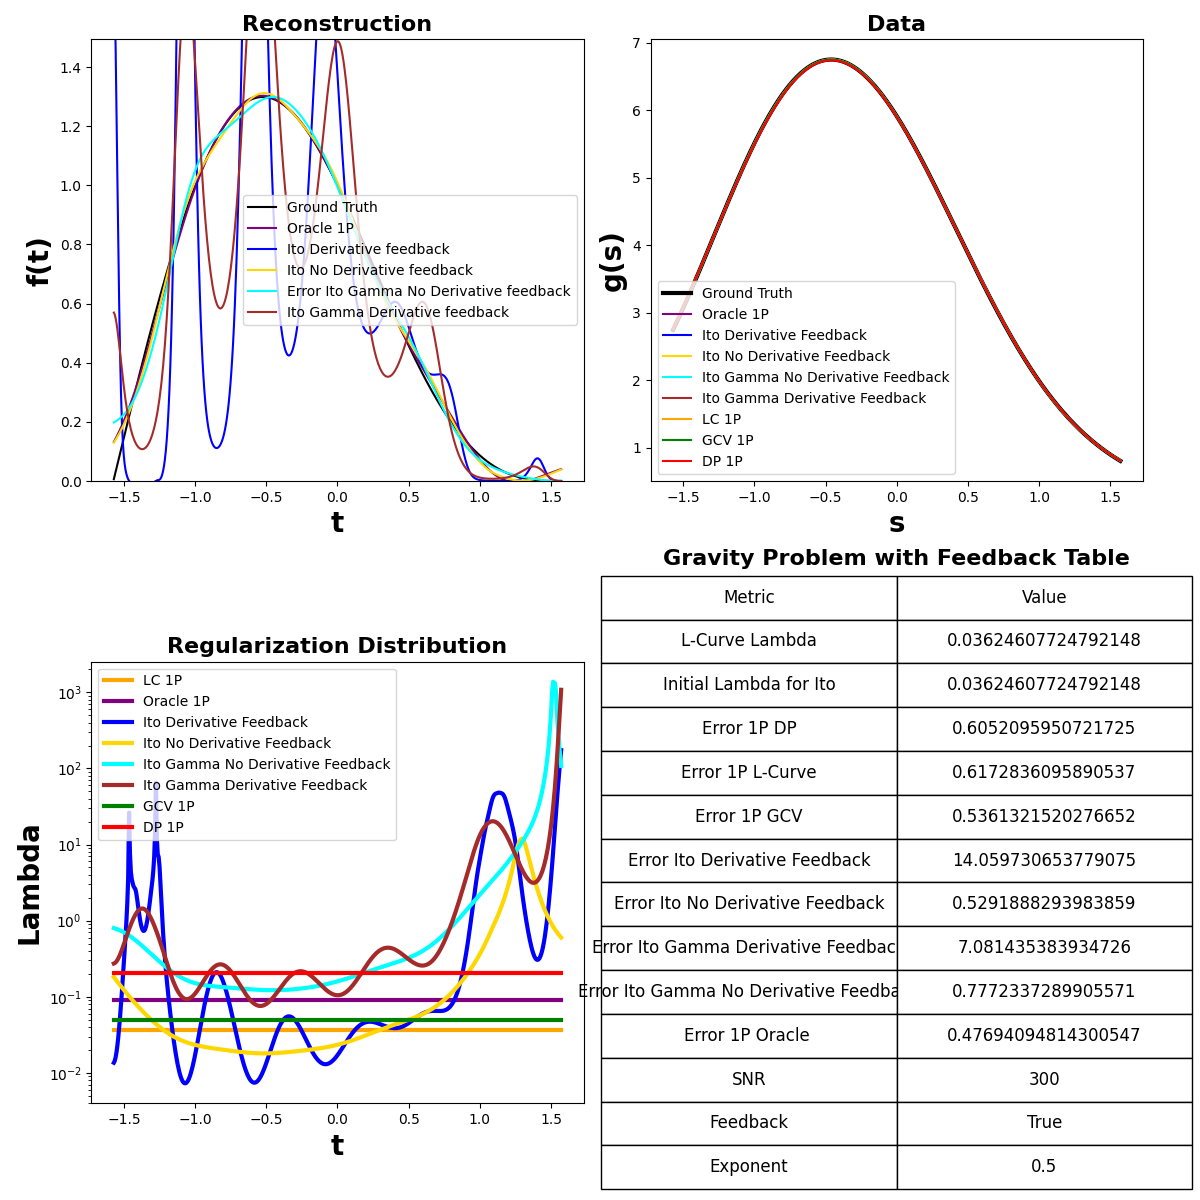 Reconstruction
f(t)
1.4
1.2
1.0
0.8
0.6
0.4
0.2
0.0
−1.5 −1.0 −0.5 0.0 0.5 1.0 1.5
t
Ground Truth
Oracle 1P
Ito Derivative feedback
Ito No Derivative feedback
Error Ito Gamma No Derivative feedback
Ito Gamma Derivative feedback
Data
g(s)
7
6
5
4
3
2
1
−1.5 −1.0 −0.5 0.0 0.5 1.0 1.5
s
Ground Truth
Oracle 1P
Ito Derivative Feedback
Ito No Derivative Feedback
Ito Gamma No Derivative Feedback
Ito Gamma Derivative Feedback
LC 1P
GCV 1P
DP 1P
Regularization Distribution
Lambda
10³
10²
10¹
10⁰
10⁻¹
10⁻²
−1.5 −1.0 −0.5 0.0 0.5 1.0 1.5
t
LC 1P
Oracle 1P
Ito Derivative Feedback
Ito No Derivative Feedback
Ito Gamma No Derivative Feedback
Ito Gamma Derivative Feedback
GCV 1P
DP 1P
Gravity Problem with Feedback Table
Metric Value
L-Curve Lambda 0.03624607724792148
Initial Lambda for Ito 0.03624607724792148
Error 1P DP 0.6052095950721725
Error 1P L-Curve 0.6172836095890537
Error 1P GCV 0.5361321520276652
Error Ito Derivative Feedback 14.059730653779075
Error Ito No Derivative Feedback 0.5291888293983859
Error Ito Gamma Derivative Feedbac 7.081435383934726
Error Ito Gamma No Derivative Feedba 0.7772337289905571
Error 1P Oracle 0.47694094814300547
SNR 300
Feedback True
Exponent 0.5